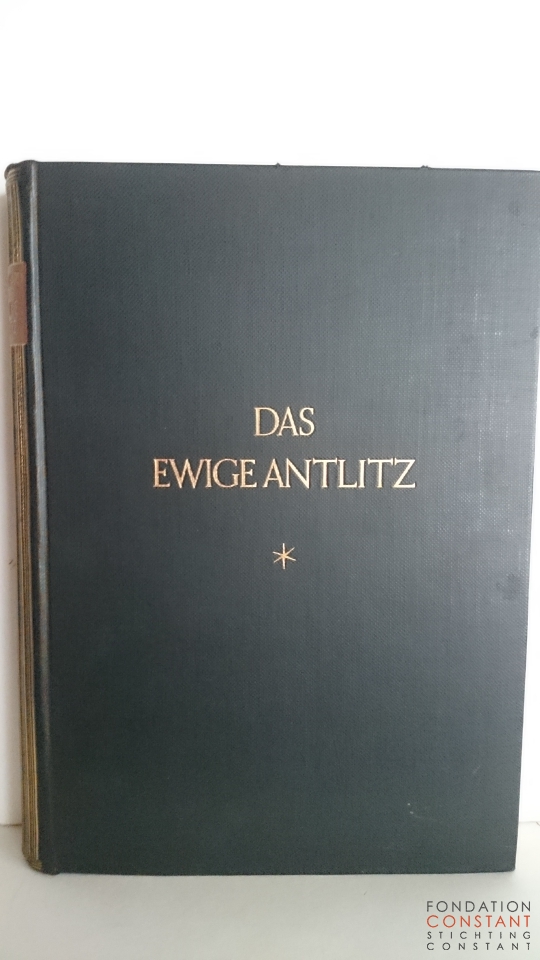 DAS
EWIGE ANTLITZ
*
FONDATION
CONSTANT
STICHTING
CONSTANT